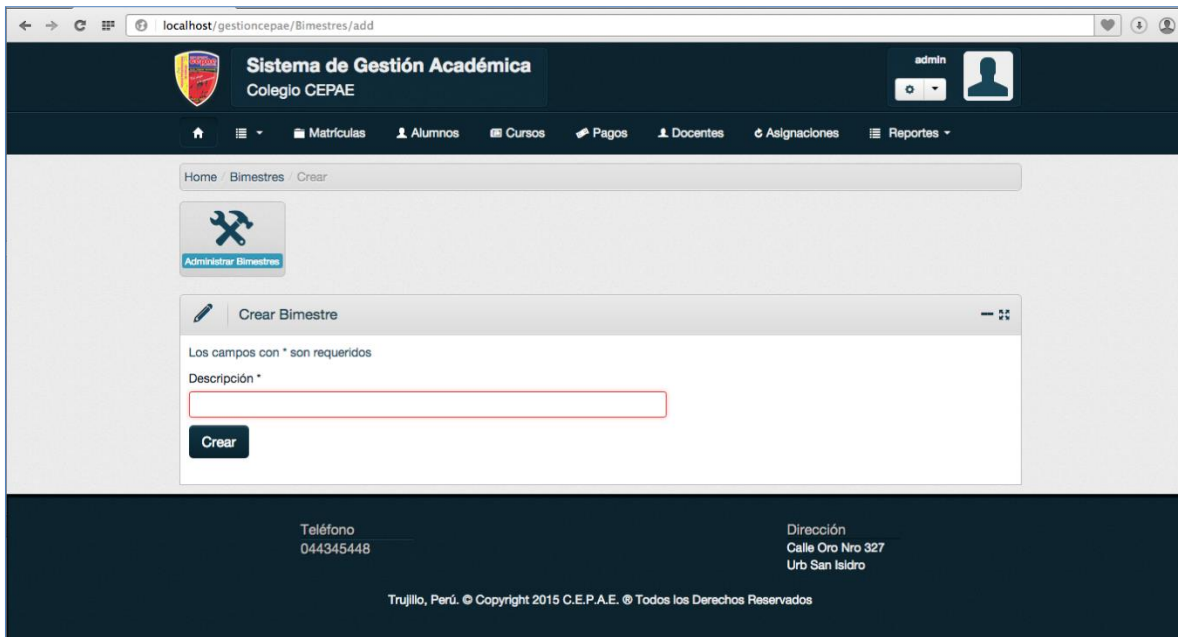 localhost/gestioncepae/Bimestres/add
cepae
Sistema de Gestión Académica
Colegio CEPAE
admin
Matrículas Alumnos Cursos Pagos Docentes Asignaciones Reportes
Home / Bimestres / Crear
Administrar Bimestres
Crear Bimestre
Los campos con * son requeridos
Descripción *
Crear
Teléfono
044345448
Dirección
Calle Oro Nro 327
Urb San Isidro
Trujillo, Perú. © Copyright 2015 C.E.P.A.E. ® Todos los Derechos Reservados